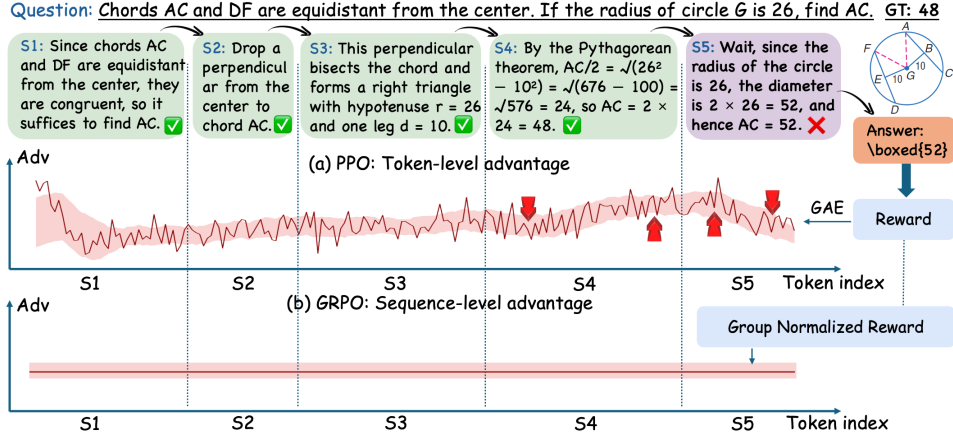 Question: Chords AC and DF are equidistant from the center. If the radius of circle G is 26, find AC. GT: 48
S1: Since chords AC
and DF are equidistant
from the center, they
are congruent, so it
suffices to find AC. ✅
S2: Drop a
perpendicul
ar from the
center to
chord AC. ✅
S3: This perpendicular
bisects the chord and
forms a right triangle
with hypotenuse r = 26
and one leg d = 10. ✅
S4: By the Pythagorean
theorem, AC/2 = √(26²
− 10²) = √(676 − 100) =
√576 = 24, so AC = 2 ×
24 = 48. ✅
S5: Wait, since the
radius of the circle
is 26, the diameter
is 2 × 26 = 52, and
hence AC = 52. ❌
A
F
B
C
E
10
G
10
D
Answer:
\boxed{52}
Adv
(a) PPO: Token-level advantage
GAE
Reward
S1
S2
S3
S4
S5
Token index
Adv
(b) GRPO: Sequence-level advantage
Group Normalized Reward
S1
S2
S3
S4
S5
Token index